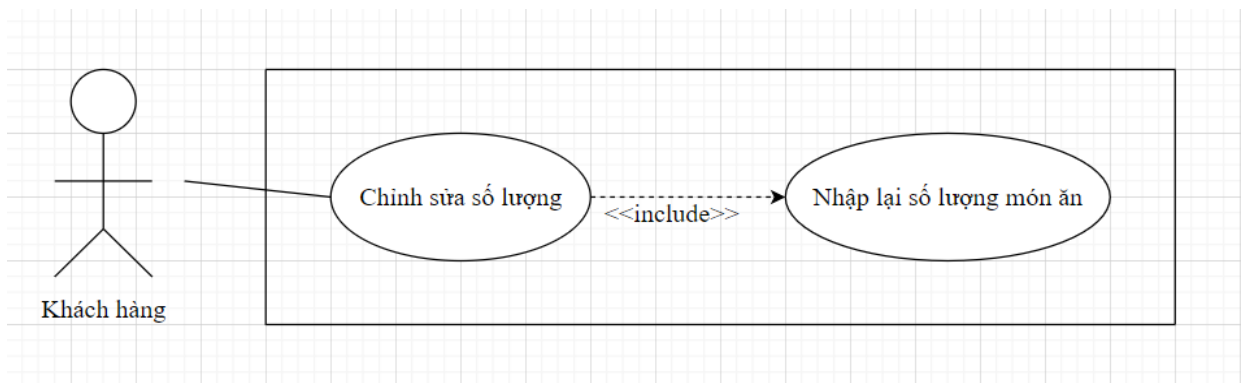 Chỉnh sửa số lượng
Nhập lại số lượng món ăn
<<include>>
Khách hàng